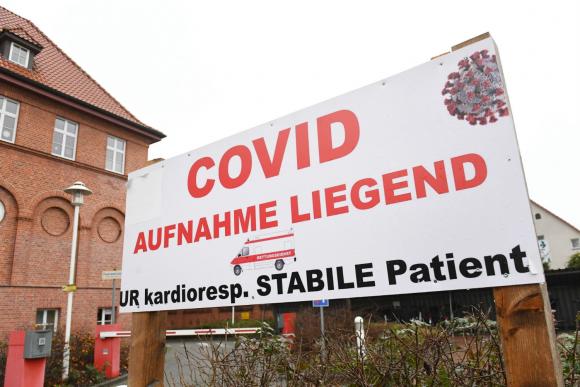 COVID
AUFNAHME LIEGEND
RETTUNGSDIENST
UR kardioresp. STABILE Patient